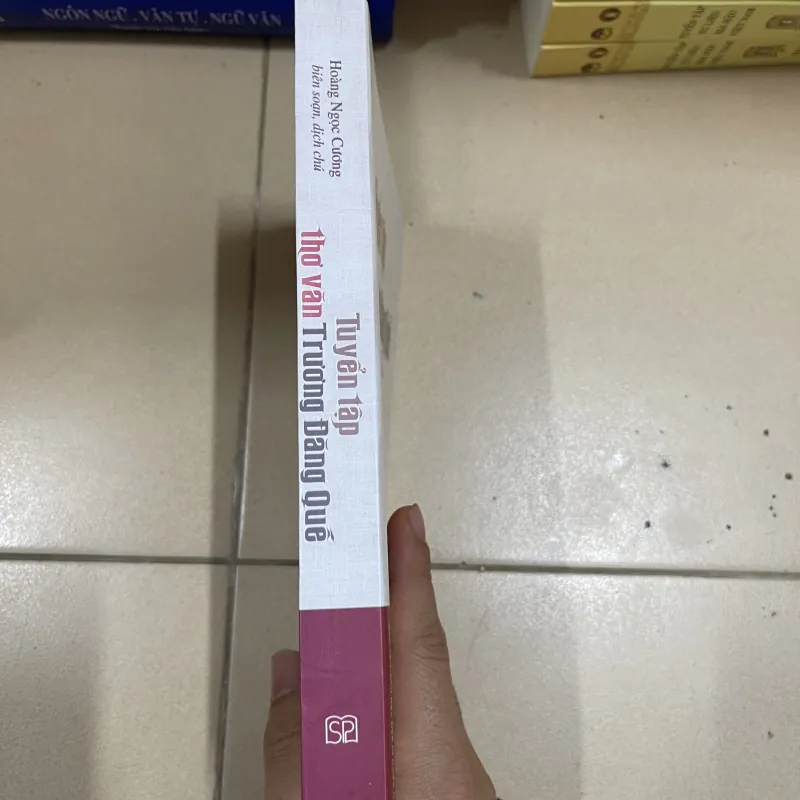 NGÔN NGỮ . VĂN TỰ . NGỮ VĂN
Hoàng Ngọc Cương
biên soạn, dịch chú
Tuyển tập
thơ văn Trương Đăng Quế
SP